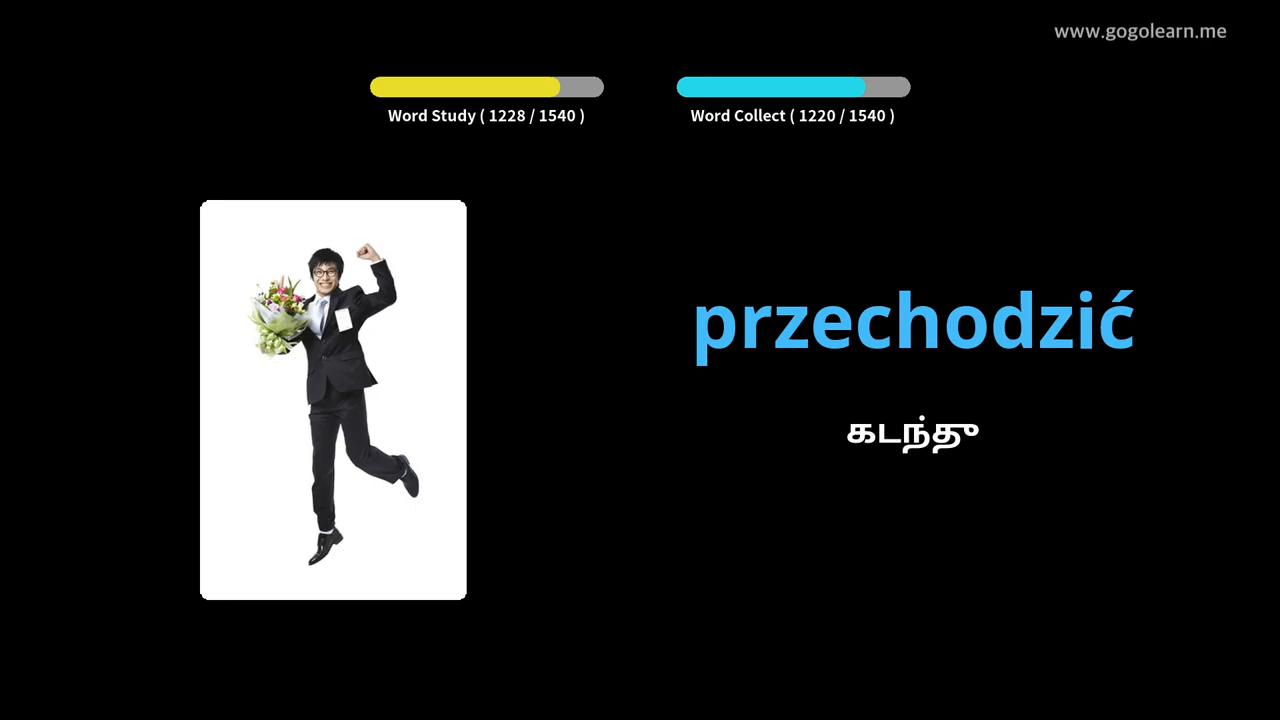 www.gogolearn.me
Word Study ( 1228 / 1540 )
Word Collect ( 1220 / 1540 )
przechodzić
கடந்து